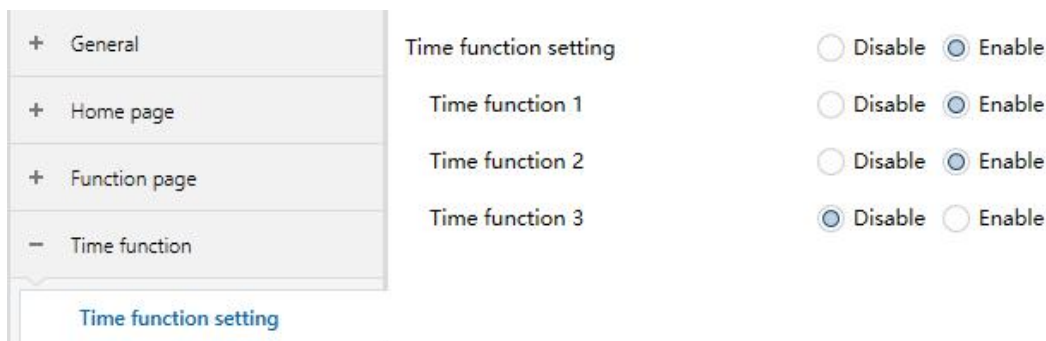 + General
+ Home page
+ Function page
− Time function
Time function setting
Time function setting Disable Enable
Time function 1 Disable Enable
Time function 2 Disable Enable
Time function 3 Disable Enable